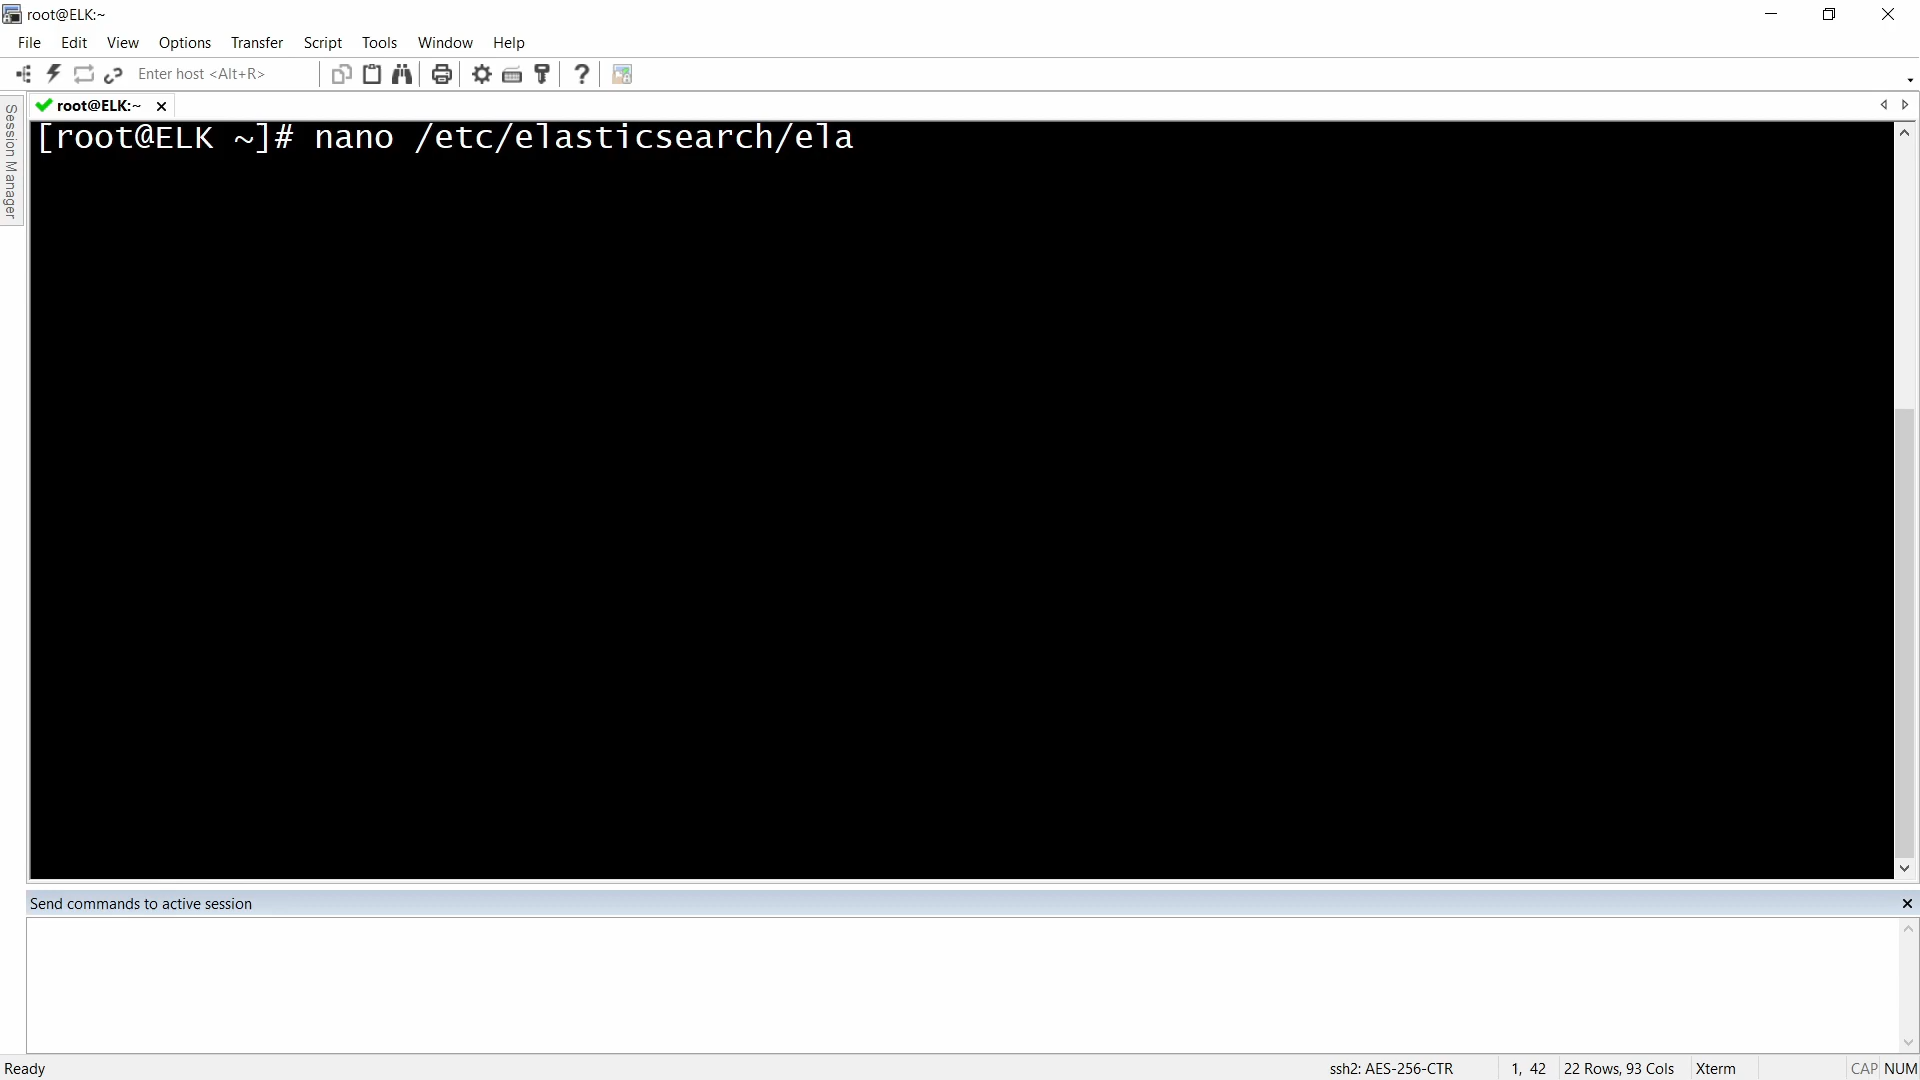 root@ELK:~
File Edit View Options Transfer Script Tools Window Help
Enter host <Alt+R>
root@ELK:~
Session Manager
[root@ELK ~]# nano /etc/elasticsearch/ela
Send commands to active session
Ready ssh2: AES-256-CTR 1, 42 22 Rows, 93 Cols Xterm CAP NUM